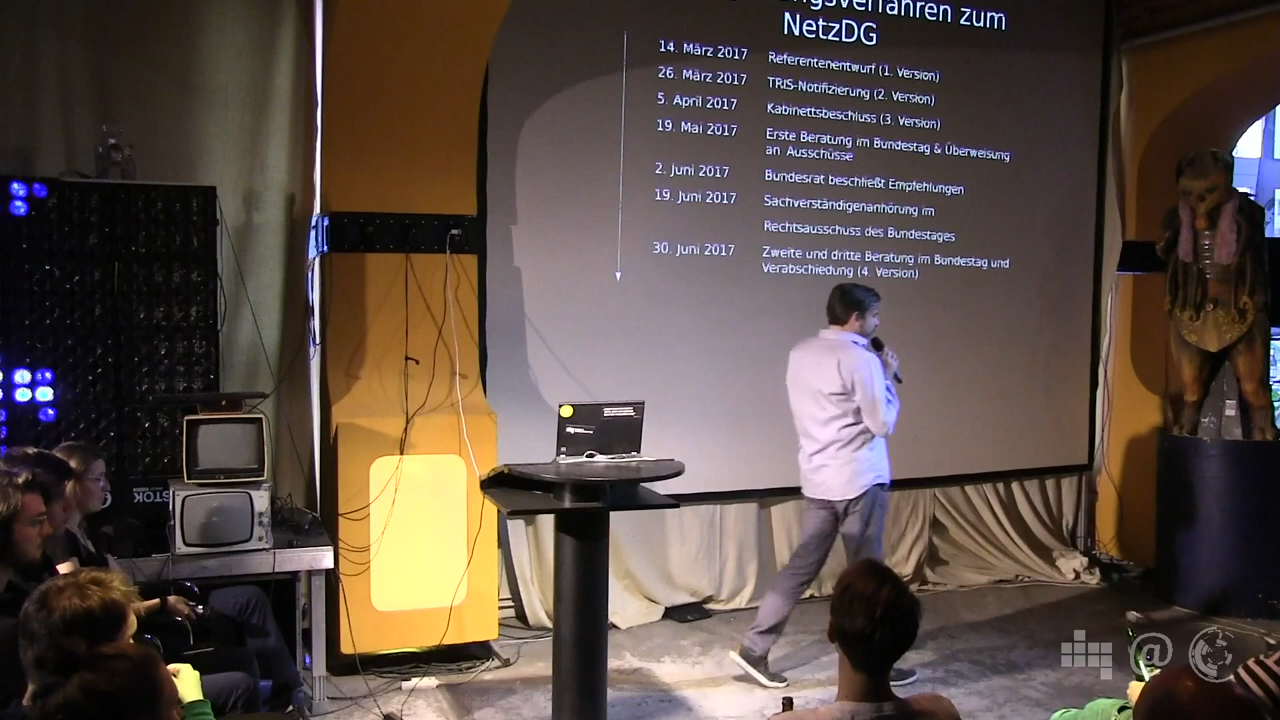 ngsverfahren zum
NetzDG
14. März 2017 Referentenentwurf (1. Version)
26. März 2017 TRIS-Notifizierung (2. Version)
5. April 2017 Kabinettsbeschluss (3. Version)
19. Mai 2017 Erste Beratung im Bundestag & Überweisung
an Ausschüsse
2. Juni 2017 Bundesrat beschließt Empfehlungen
19. Juni 2017 Sachverständigenanhörung im
Rechtsausschuss des Bundestages
30. Juni 2017 Zweite und dritte Beratung im Bundestag und
Verabschiedung (4. Version)
STOK
@